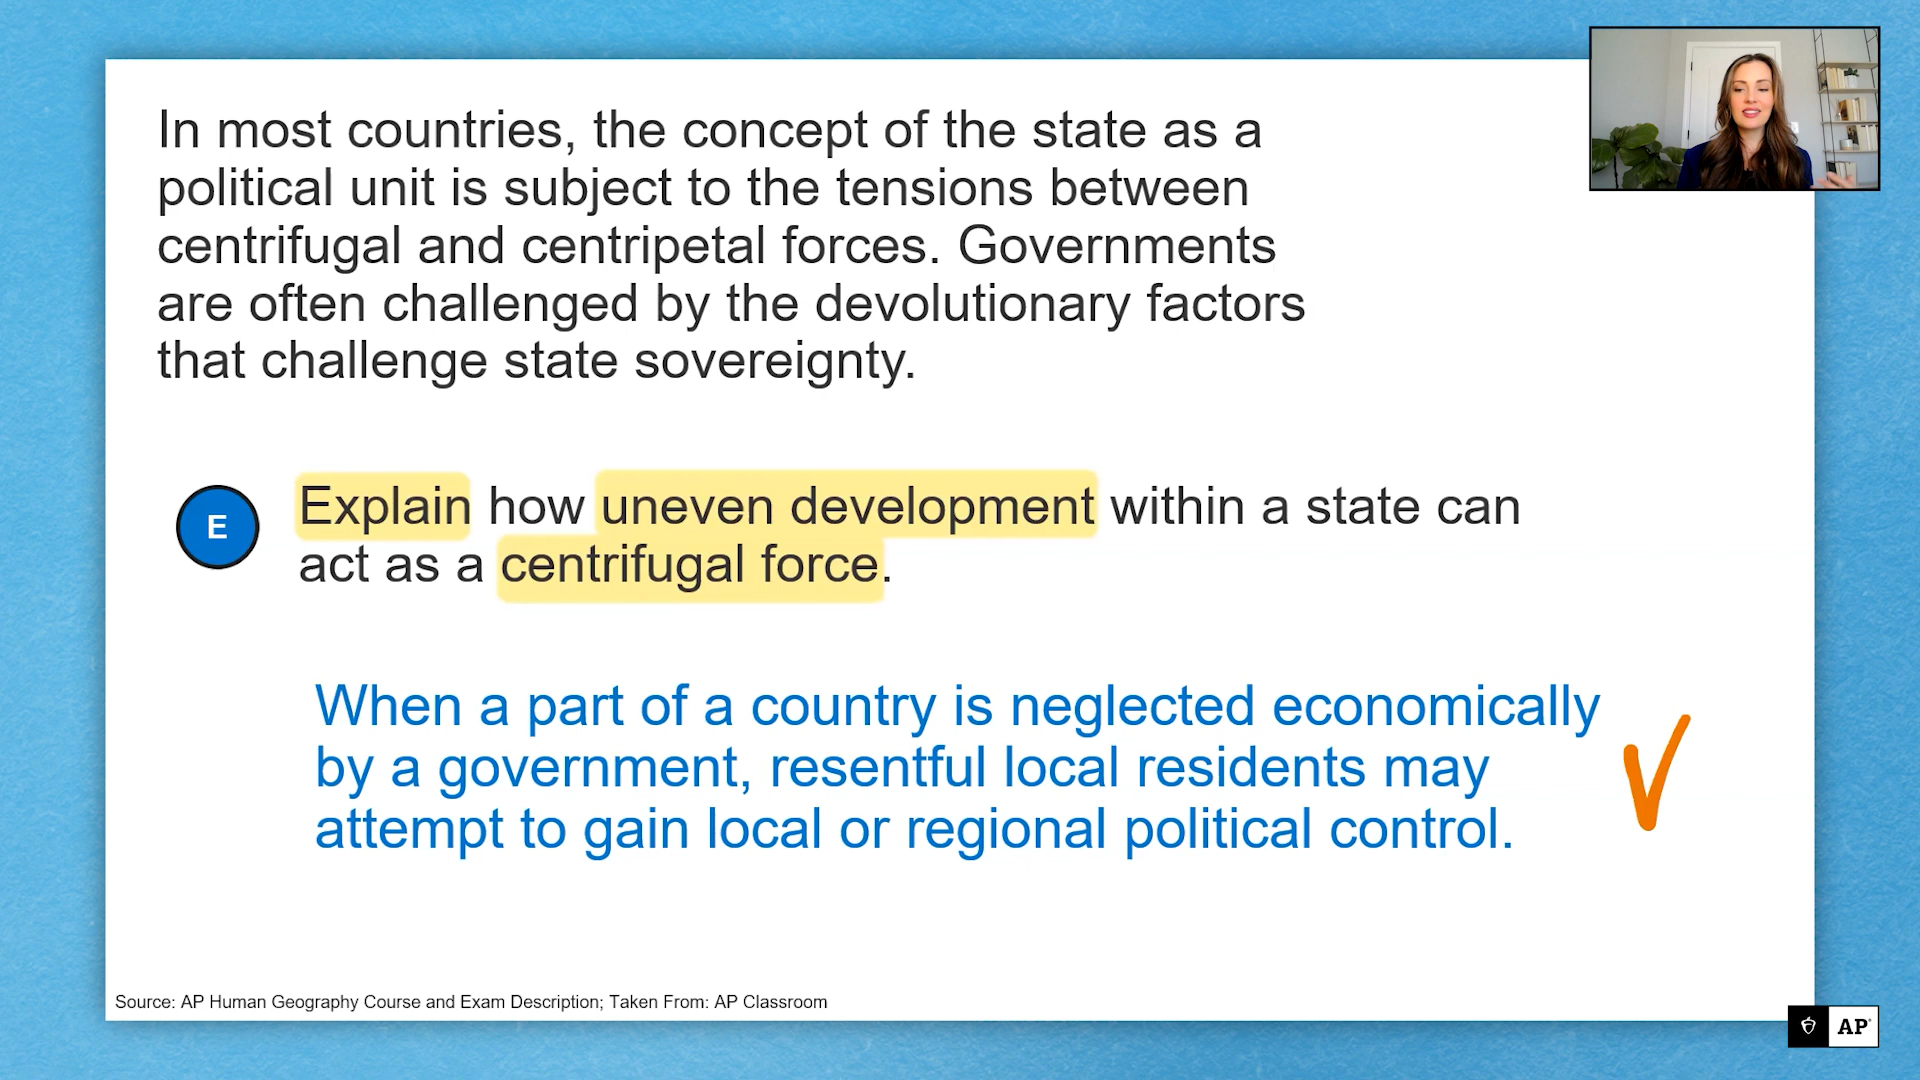 In most countries, the concept of the state as a
political unit is subject to the tensions between
centrifugal and centripetal forces. Governments
are often challenged by the devolutionary factors
that challenge state sovereignty.
E
Explain how uneven development within a state can
act as a centrifugal force.
When a part of a country is neglected economically
by a government, resentful local residents may
attempt to gain local or regional political control.
Source: AP Human Geography Course and Exam Description; Taken From: AP Classroom
AP